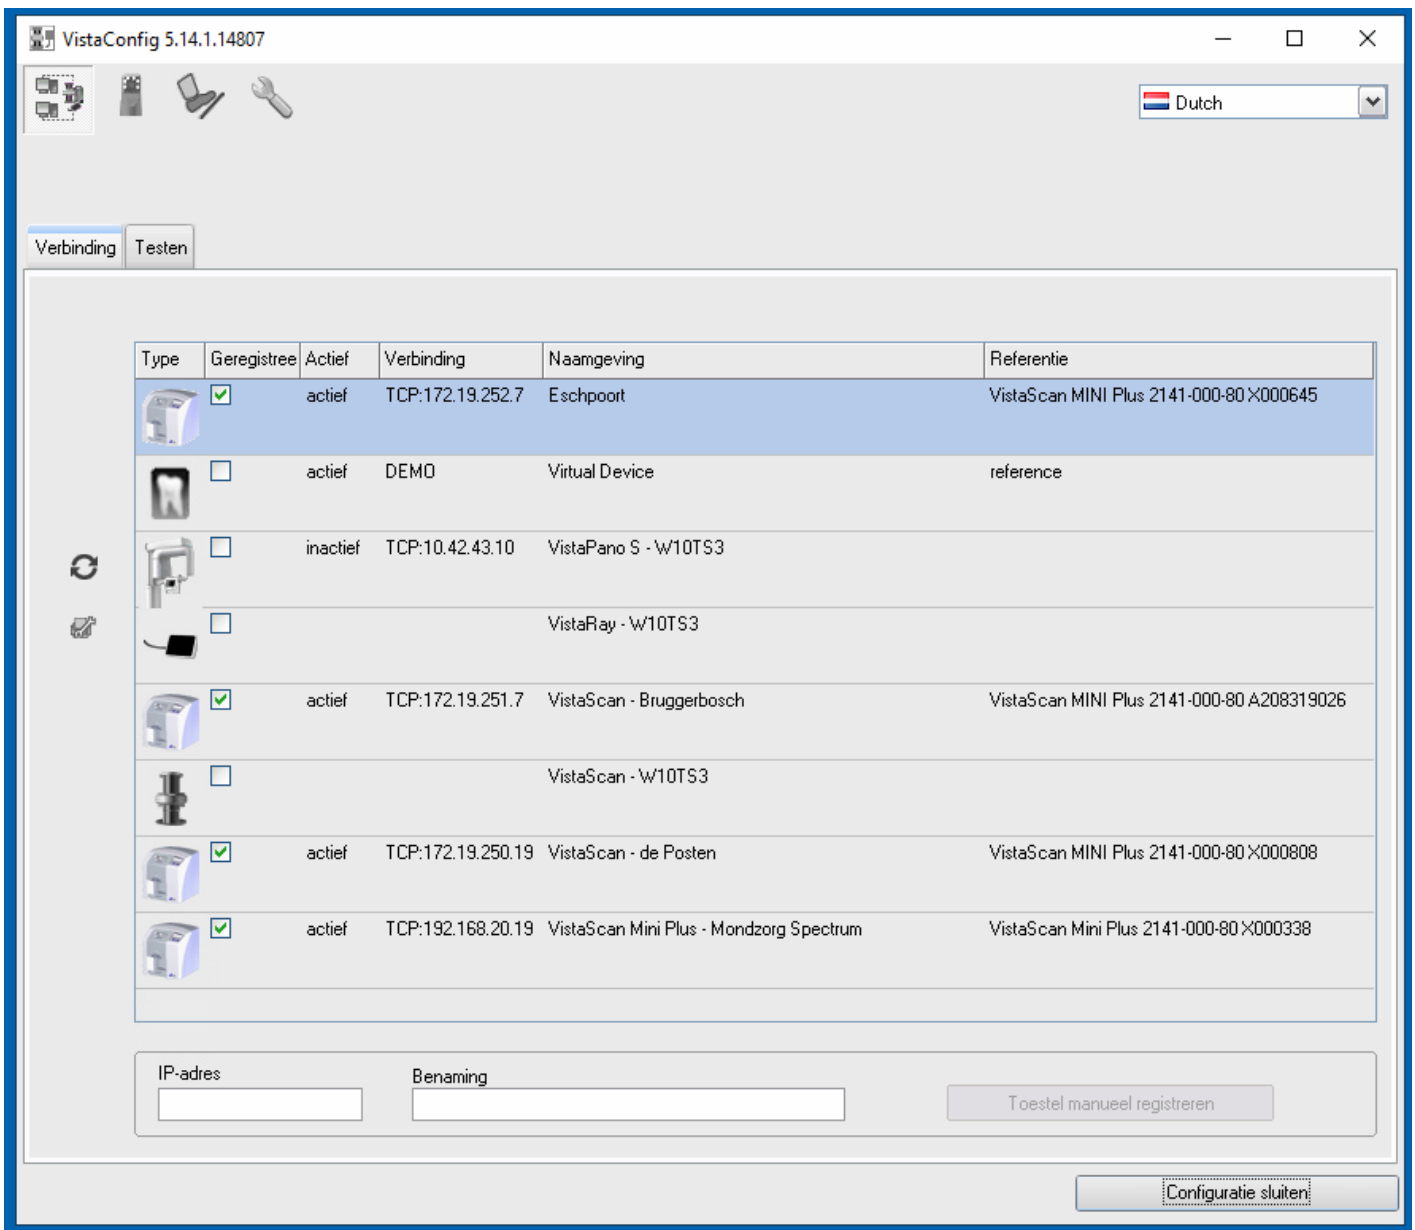 VistaConfig 5.14.1.14807
Dutch
Verbinding Testen
Type Geregistree Actief Verbinding Naamgeving Referentie
actief TCP:172.19.252.7 Eschpoort VistaScan MINI Plus 2141-000-80 X000645
actief DEMO Virtual Device reference
inactief TCP:10.42.43.10 VistaPano S - W10TS3
VistaRay - W10TS3
actief TCP:172.19.251.7 VistaScan - Bruggerbosch VistaScan MINI Plus 2141-000-80 A208319026
VistaScan - W10TS3
actief TCP:172.19.250.19 VistaScan - de Posten VistaScan MINI Plus 2141-000-80 X000808
actief TCP:192.168.20.19 VistaScan Mini Plus - Mondzorg Spectrum VistaScan Mini Plus 2141-000-80 X000338
IP-adres Benaming
Toestel manueel registreren
Configuratie sluiten